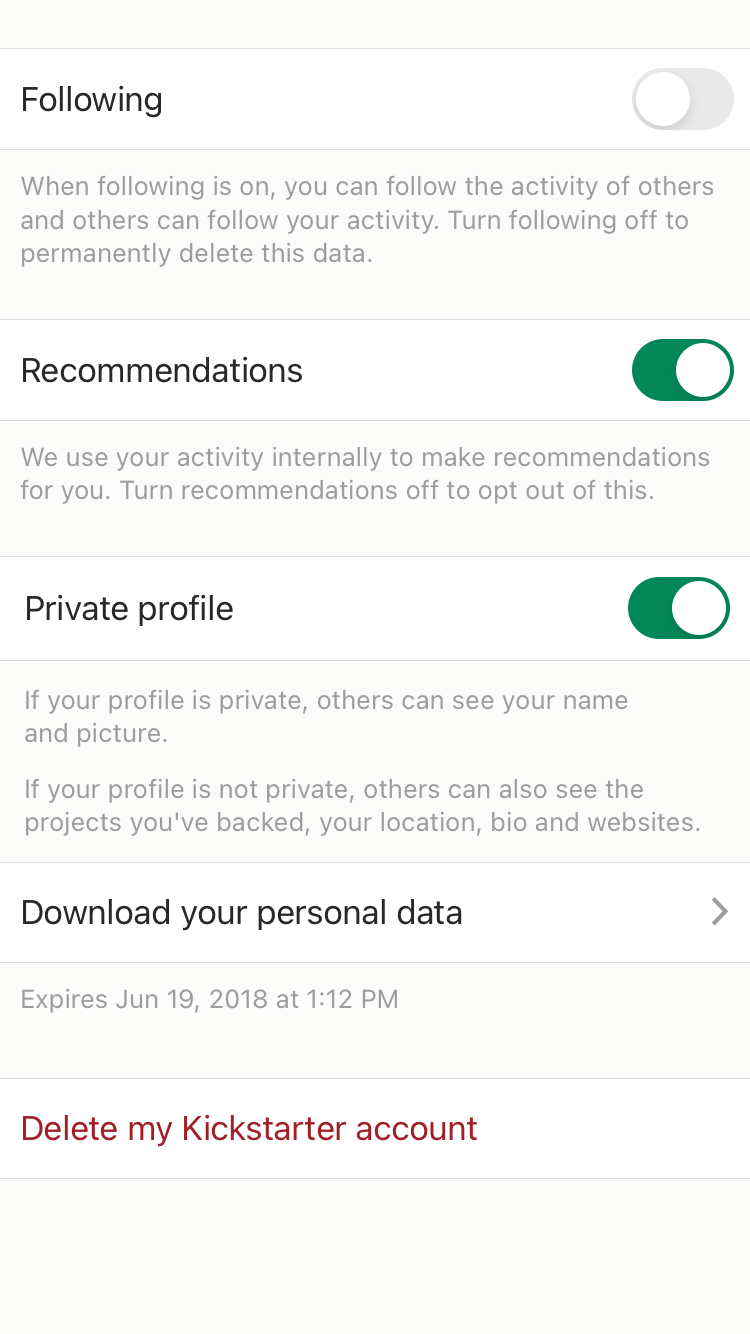 Following
When following is on, you can follow the activity of others
and others can follow your activity. Turn following off to
permanently delete this data.
Recommendations
We use your activity internally to make recommendations
for you. Turn recommendations off to opt out of this.
Private profile
If your profile is private, others can see your name
and picture.
If your profile is not private, others can also see the
projects you've backed, your location, bio and websites.
Download your personal data
Expires Jun 19, 2018 at 1:12 PM
Delete my Kickstarter account